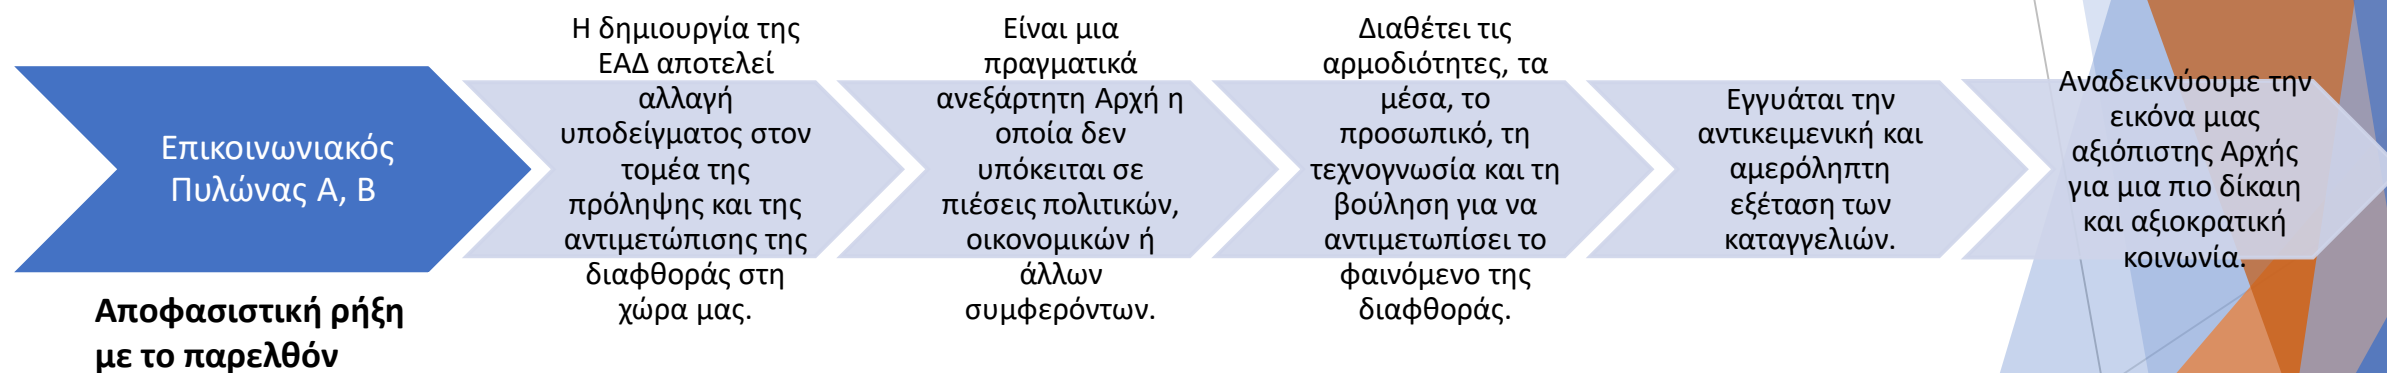 Επικοινωνιακός
Πυλώνας Α, Β
Αποφασιστική ρήξη
με το παρελθόν
Η δημιουργία της
ΕΑΔ αποτελεί
αλλαγή
υποδείγματος στον
τομέα της
πρόληψης και της
αντιμετώπισης της
διαφθοράς στη
χώρα μας.
Είναι μια
πραγματικά
ανεξάρτητη Αρχή η
οποία δεν
υπόκειται σε
πιέσεις πολιτικών,
οικονομικών ή
άλλων
συμφερόντων.
Διαθέτει τις
αρμοδιότητες, τα
μέσα, το
προσωπικό, τη
τεχνογνωσία και τη
βούληση για να
αντιμετωπίσει το
φαινόμενο της
διαφθοράς.
Εγγυάται την
αντικειμενική και
αμερόληπτη
εξέταση των
καταγγελιών.
Αναδεικνύουμε την
εικόνα μιας
αξιόπιστης Αρχής
για μια πιο δίκαιη
και αξιοκρατική
κοινωνία.